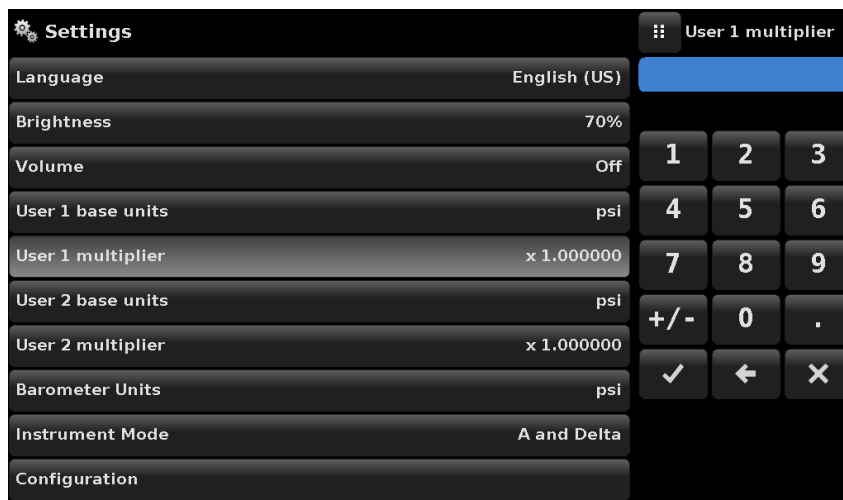 Settings
User 1 multiplier
Language English (US)
Brightness 70%
Volume Off
User 1 base units psi
User 1 multiplier x 1.000000
User 2 base units psi
User 2 multiplier x 1.000000
Barometer Units psi
Instrument Mode A and Delta
Configuration
1 2 3
4 5 6
7 8 9
+/- 0 .